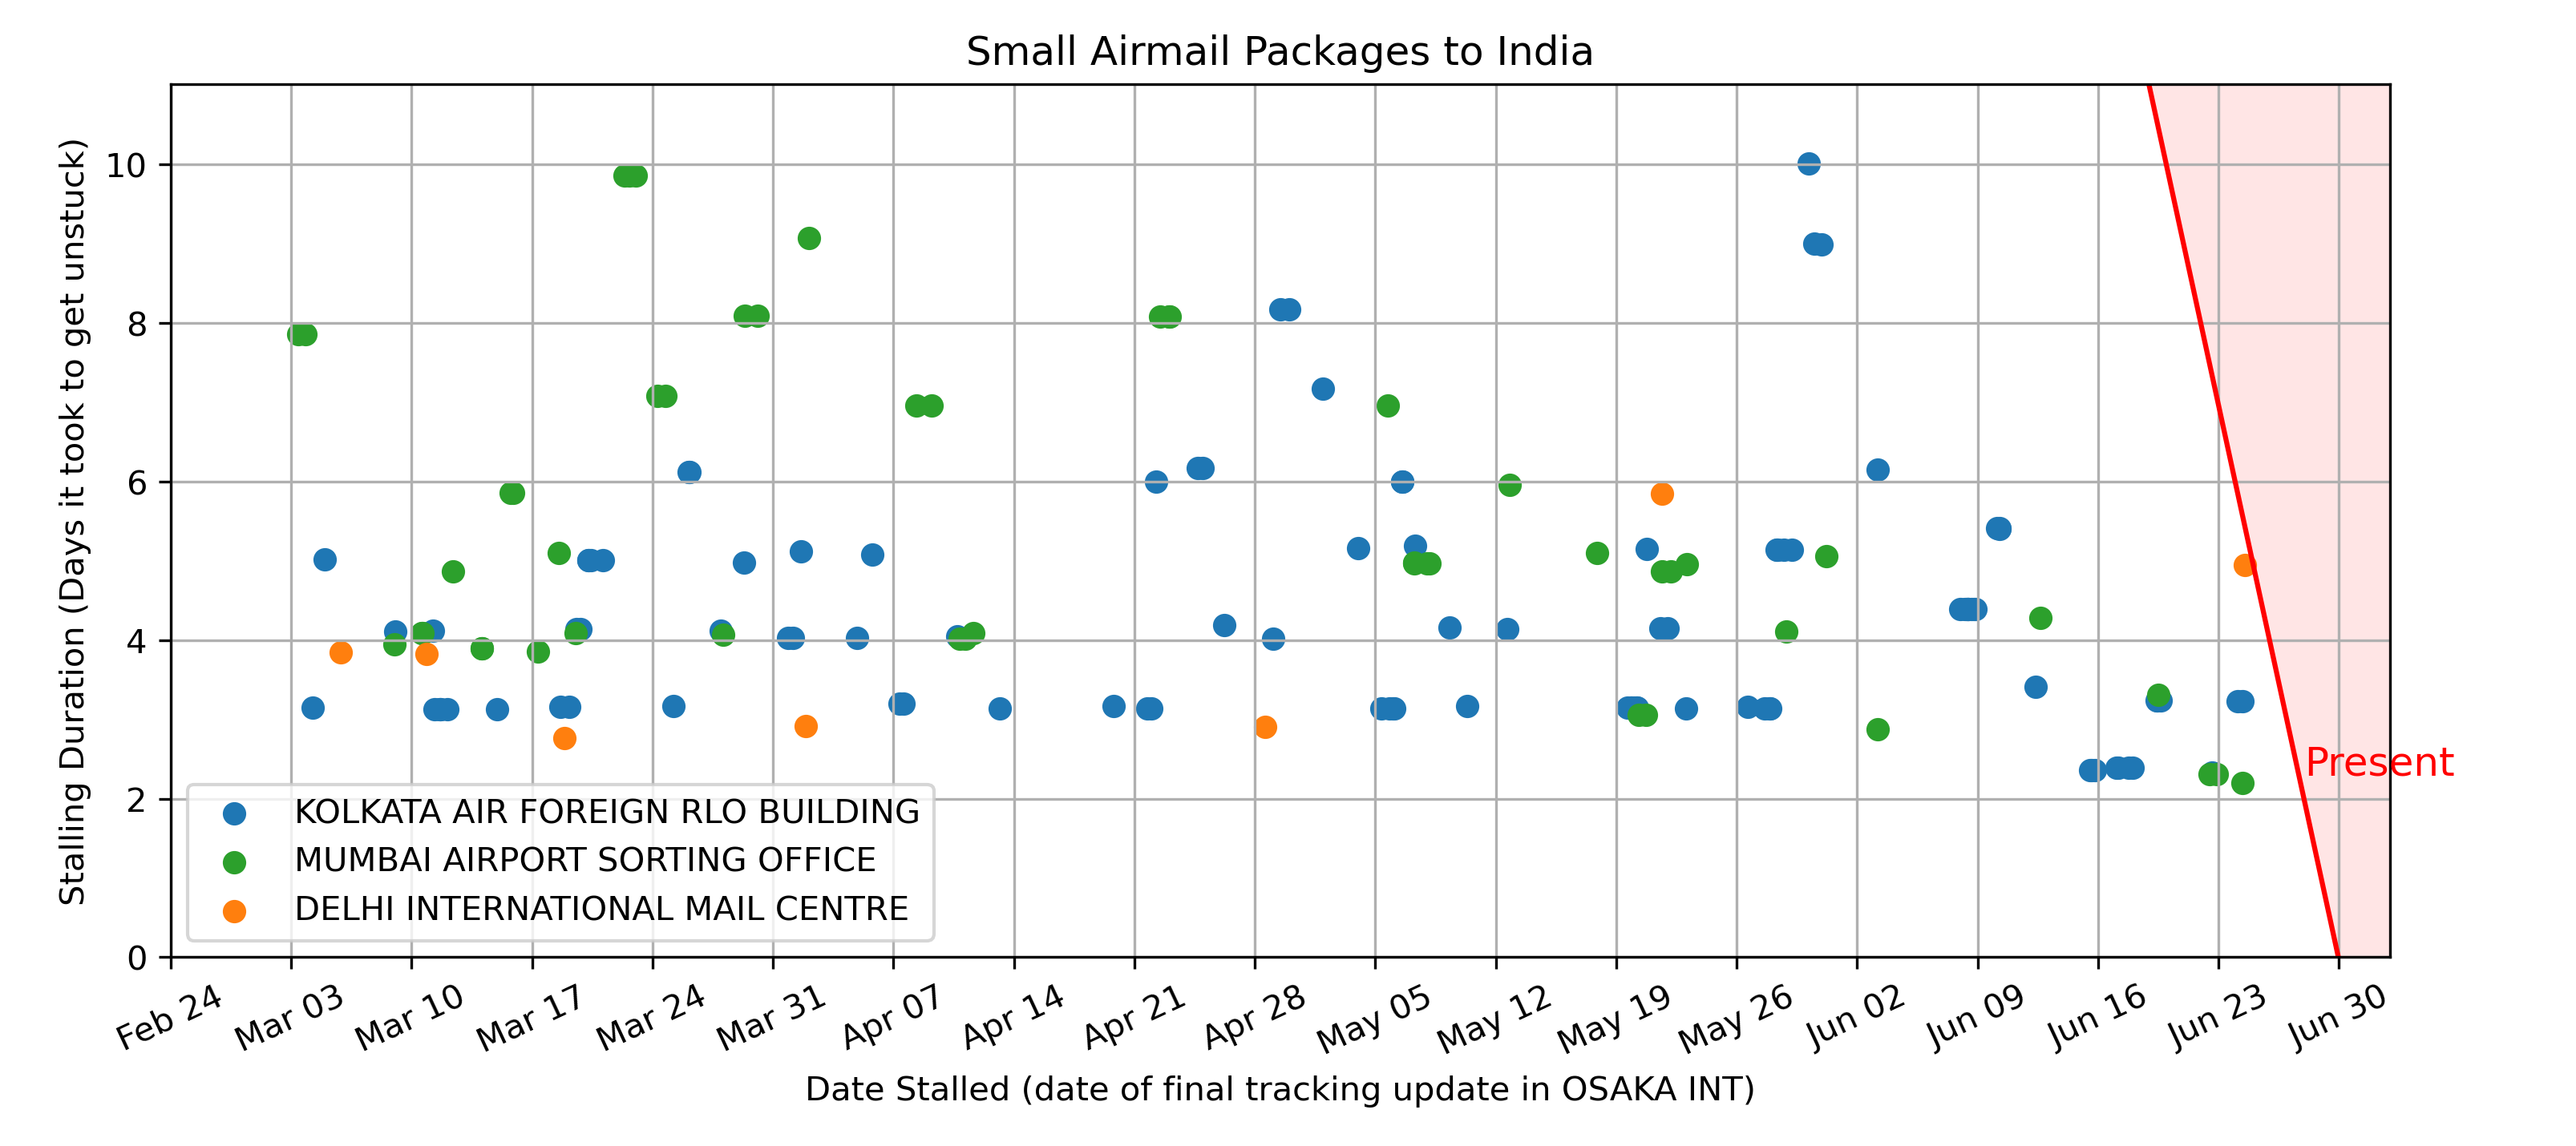 Small Airmail Packages to India
Stalling Duration (Days it took to get unstuck)
10
8
6
4
2
0
Present
KOLKATA AIR FOREIGN RLO BUILDING
MUMBAI AIRPORT SORTING OFFICE
DELHI INTERNATIONAL MAIL CENTRE
Feb 24
Mar 03
Mar 10
Mar 17
Mar 24
Mar 31
Apr 07
Apr 14
Apr 21
Apr 28
May 05
May 12
May 19
May 26
Jun 02
Jun 09
Jun 16
Jun 23
Jun 30
Date Stalled (date of final tracking update in OSAKA INT)